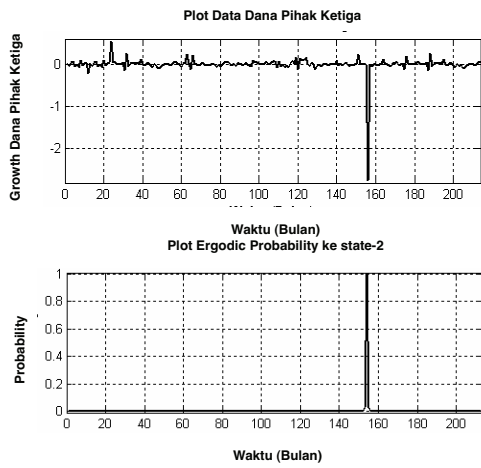 Plot Data Dana Pihak Ketiga
Growth Dana Pihak Ketiga
0
-1
-2
0 20 40 60 80 100 120 140 160 180 200
Waktu (Bulan)
Plot Ergodic Probability ke state-2
Probability
1
0.8
0.6
0.4
0.2
0
0 20 40 60 80 100 120 140 160 180 200
Waktu (Bulan)